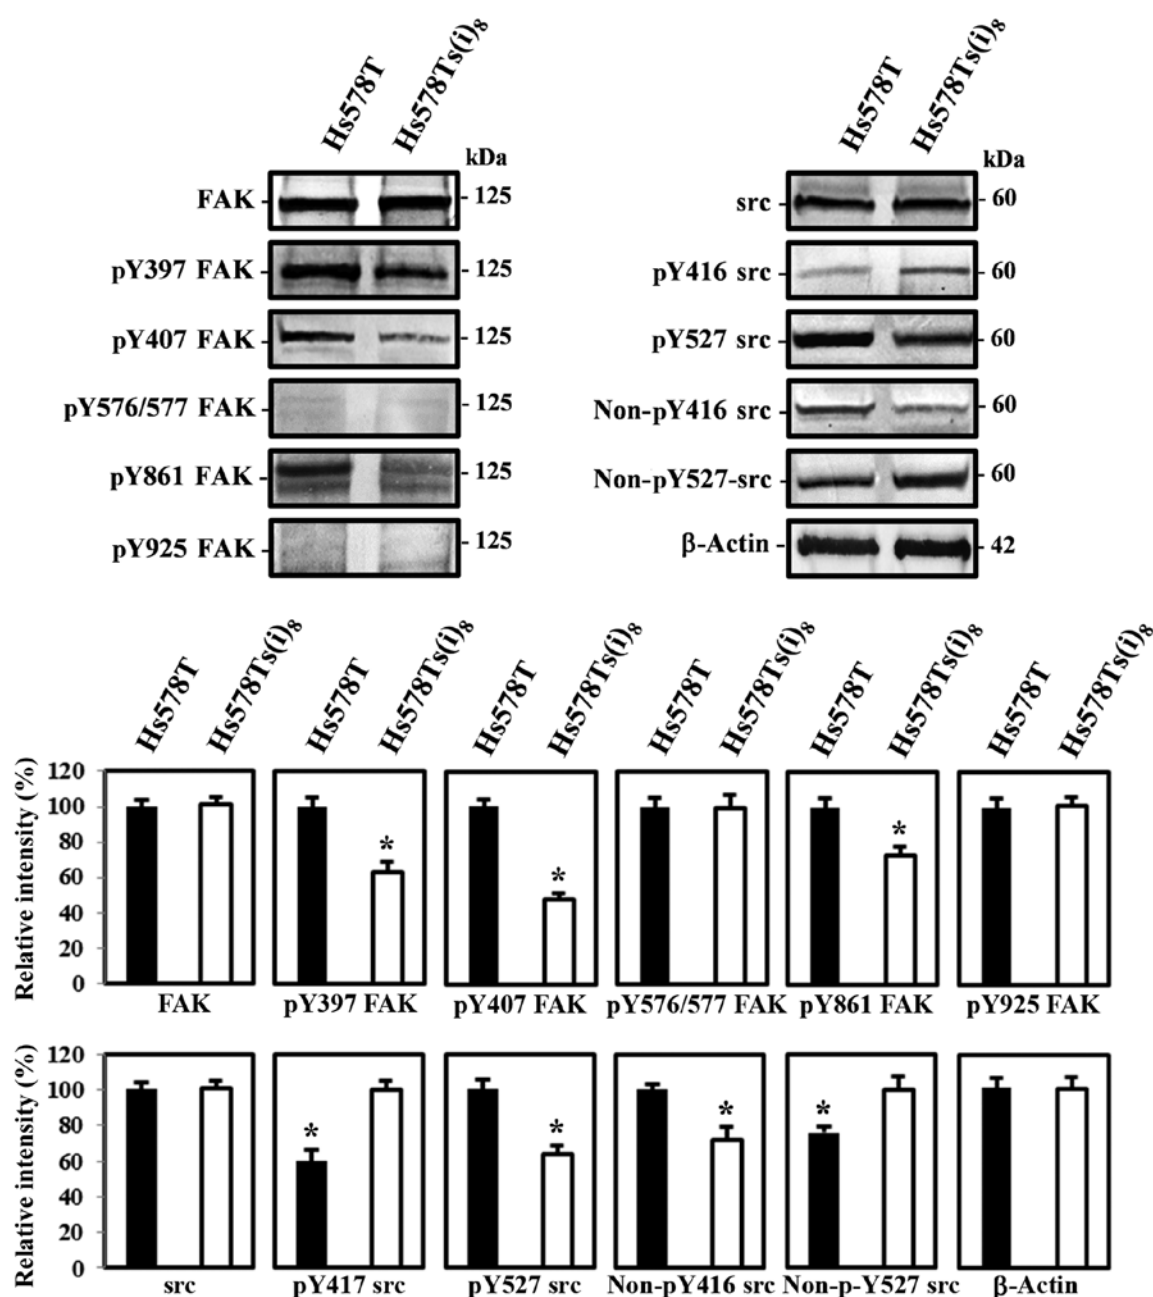 Hs578T Hs578Ts(i)8 Hs578T Hs578Ts(i)8
kDa kDa
FAK - 125 src - 60
pY397 FAK - 125 pY416 src - 60
pY407 FAK - 125 pY527 src - 60
pY576/577 FAK - 125 Non-pY416 src - 60
pY861 FAK - 125 Non-pY527-src - 60
pY925 FAK - 125 β-Actin - 42
Hs578T Hs578Ts(i)8 Hs578T Hs578Ts(i)8 Hs578T Hs578Ts(i)8 Hs578T Hs578Ts(i)8 Hs578T Hs578Ts(i)8 Hs578T Hs578Ts(i)8
Relative intensity (%)
120
100
80 * *
60 *
40
20
0
FAK pY397 FAK pY407 FAK pY576/577 FAK pY861 FAK pY925 FAK
Relative intensity (%)
120
100
80 * * * * *
60
40
20
0
src pY417 src pY527 src Non-pY416 src Non-p-Y527 src β-Actin